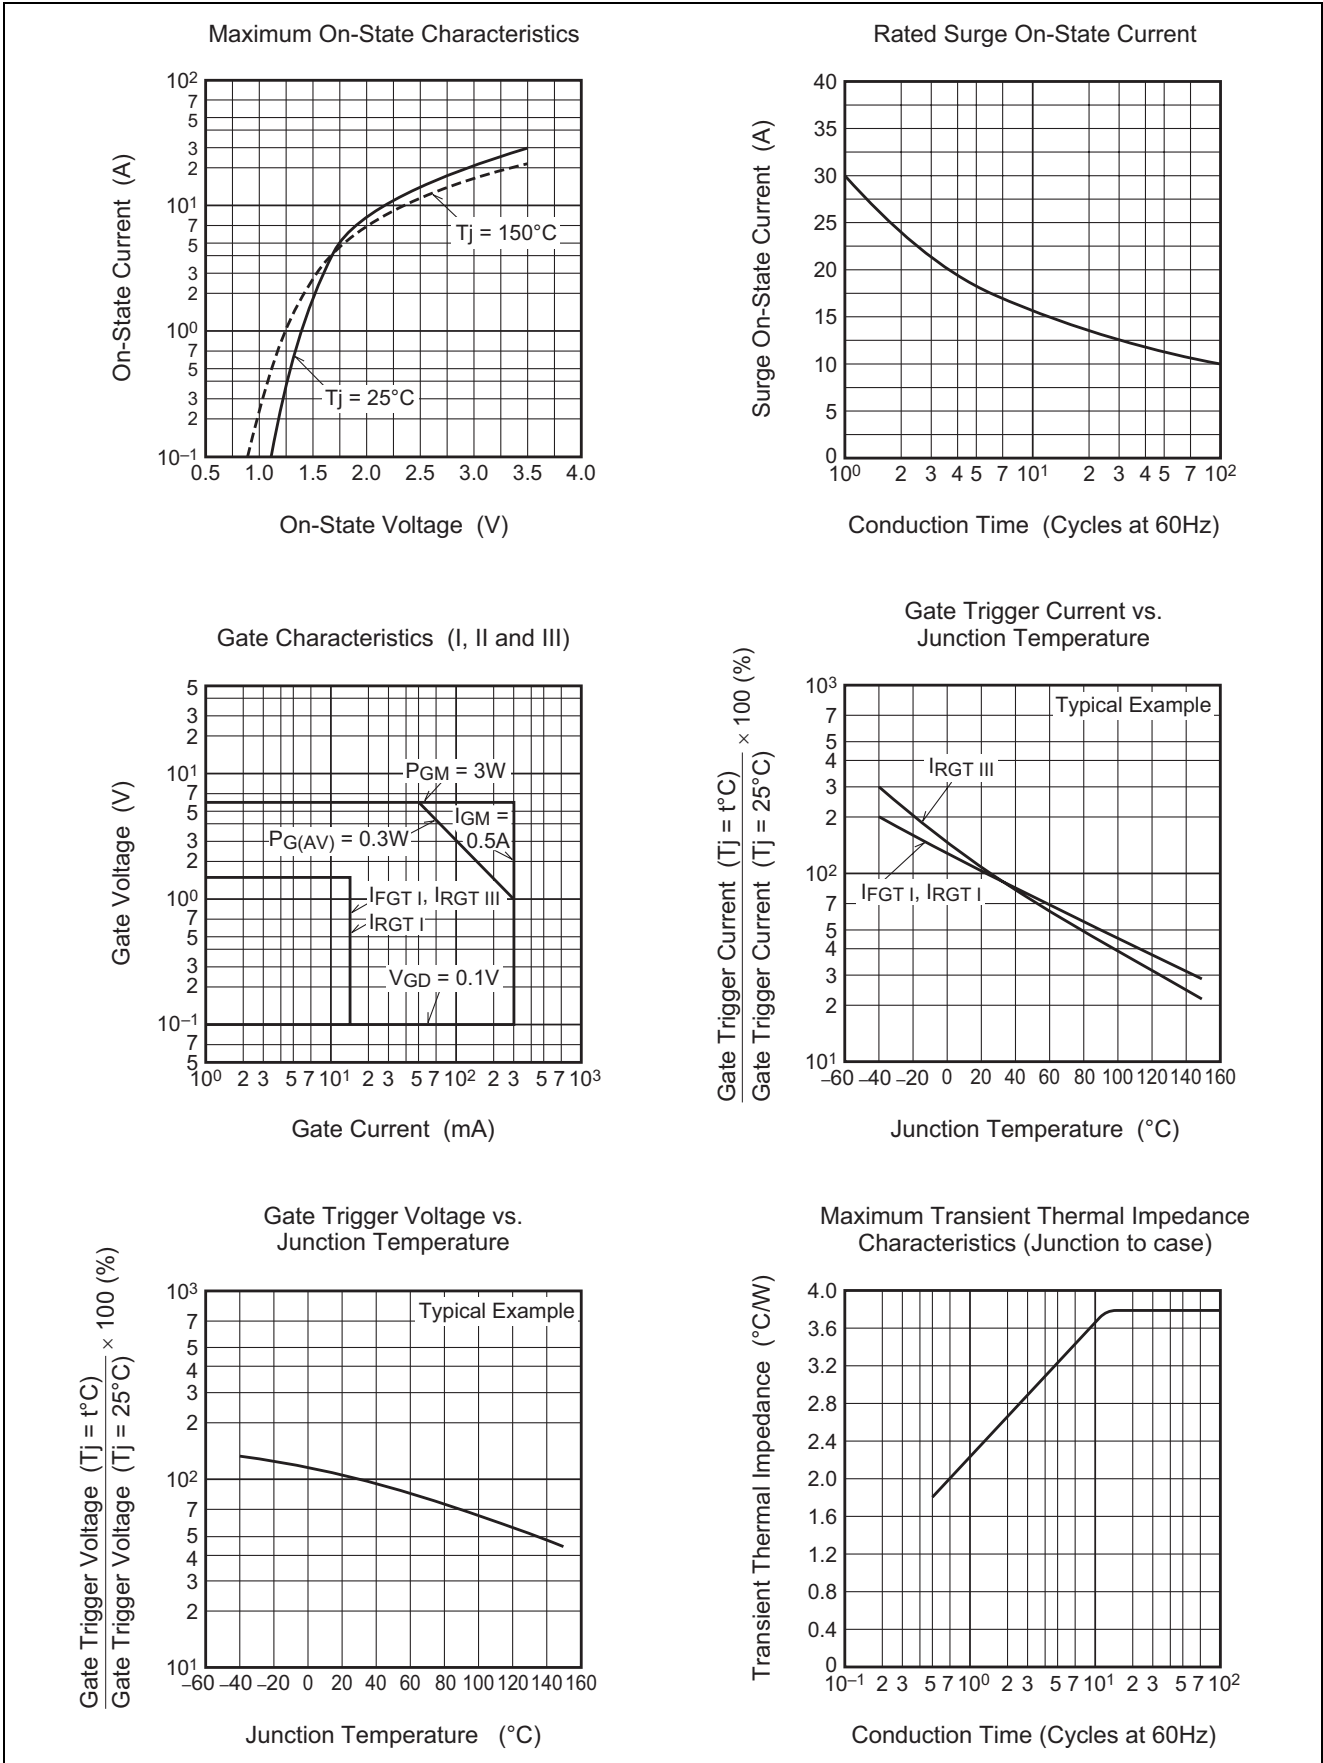 Maximum On-State Characteristics
On-State Current (A)
10²
7
5
3
2
10¹
7
5
3
2
10⁰
7
5
3
2
10⁻¹
Tj = 150°C
Tj = 25°C
0.5 1.0 1.5 2.0 2.5 3.0 3.5 4.0
On-State Voltage (V)
Rated Surge On-State Current
Surge On-State Current (A)
40
35
30
25
20
15
10
5
0
10⁰ 2 3 4 5 7 10¹ 2 3 4 5 7 10²
Conduction Time (Cycles at 60Hz)
Gate Characteristics (I, II and III)
Gate Voltage (V)
5
3
2
10¹
7
5
3
2
10⁰
7
5
3
2
10⁻¹
7
5
PGM = 3W
PG(AV) = 0.3W
IGM =
0.5A
IFGT I, IRGT III
IRGT I
VGD = 0.1V
10⁰ 2 3 5 7 10¹ 2 3 5 7 10² 2 3 5 7 10³
Gate Current (mA)
Gate Trigger Current vs.
Junction Temperature
Gate Trigger Current (Tj = t°C)
Gate Trigger Current (Tj = 25°C)
× 100 (%)
10³
7
5
4
3
2
10²
7
5
4
3
2
10¹
Typical Example
IRGT III
IFGT I, IRGT I
–60 –40 –20 0 20 40 60 80 100 120 140 160
Junction Temperature (°C)
Gate Trigger Voltage vs.
Junction Temperature
Gate Trigger Voltage (Tj = t°C)
Gate Trigger Voltage (Tj = 25°C)
× 100 (%)
10³
7
5
4
3
2
10²
7
5
4
3
2
10¹
Typical Example
–60 –40 –20 0 20 40 60 80 100 120 140 160
Junction Temperature (°C)
Maximum Transient Thermal Impedance
Characteristics (Junction to case)
Transient Thermal Impedance (°C/W)
4.0
3.6
3.2
2.8
2.4
2.0
1.6
1.2
0.8
0.4
0
10⁻¹ 2 3 5 7 10⁰ 2 3 5 7 10¹ 2 3 5 7 10²
Conduction Time (Cycles at 60Hz)